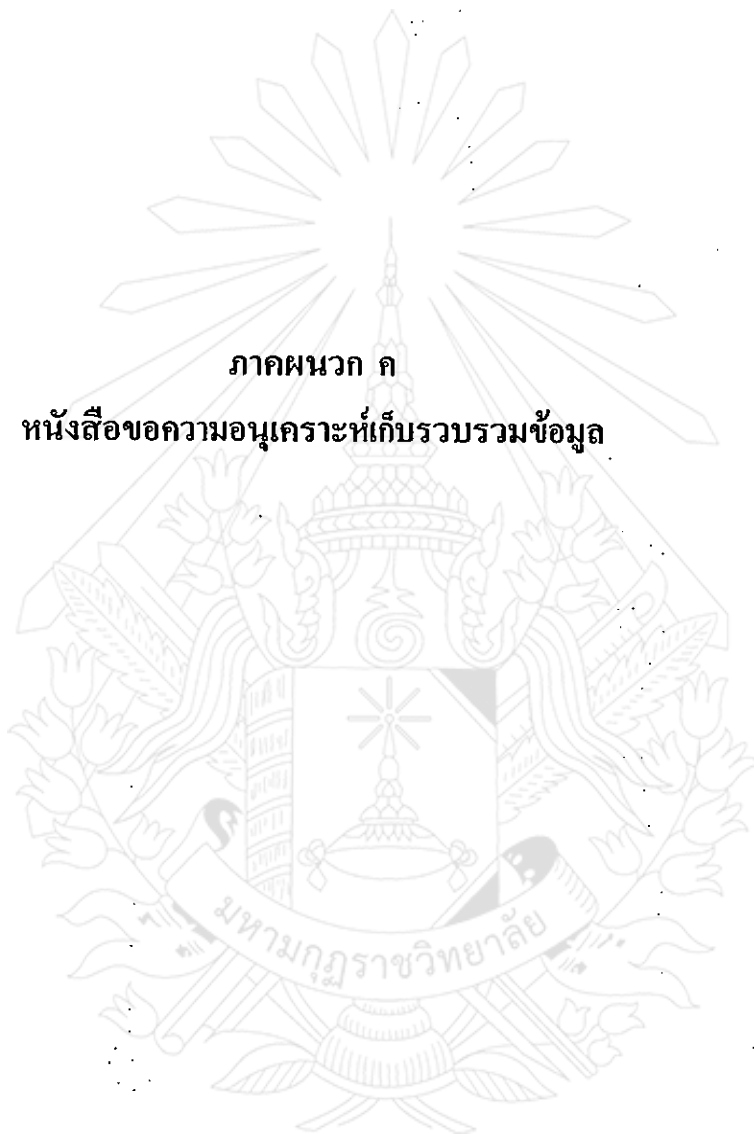 ภาคผนวก ค
หนังสือขอความอนุเคราะห์เก็บรวบรวมข้อมูล
มหามกุฏราชวิทยาลัย